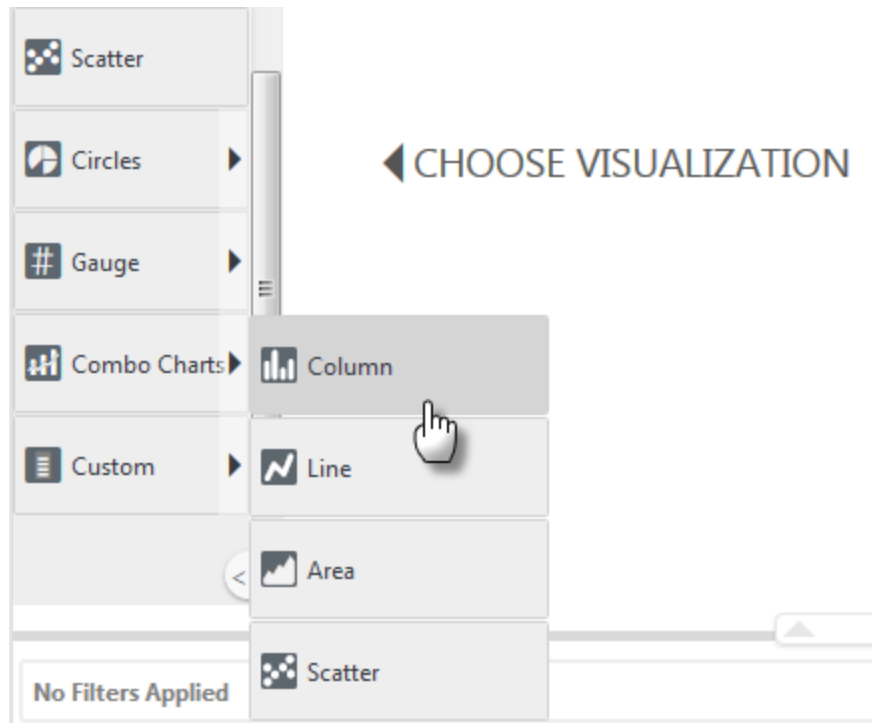 Scatter
Circles
CHOOSE VISUALIZATION
Gauge
Combo Charts
Column
Custom
Line
<
Area
Scatter
No Filters Applied